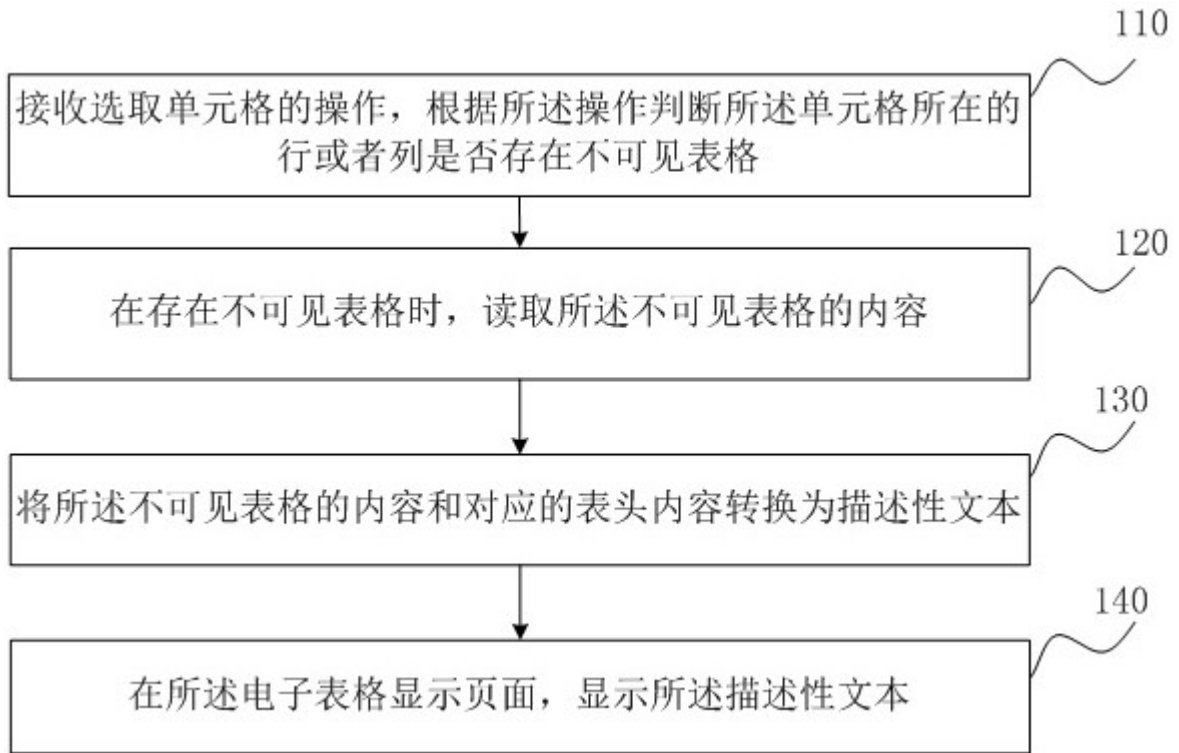 110
接收选取单元格的操作，根据所述操作判断所述单元格所在的
行或者列是否存在不可见表格
120
在存在不可见表格时，读取所述不可见表格的内容
130
将所述不可见表格的内容和对应的表头内容转换为描述性文本
140
在所述电子表格显示页面，显示所述描述性文本